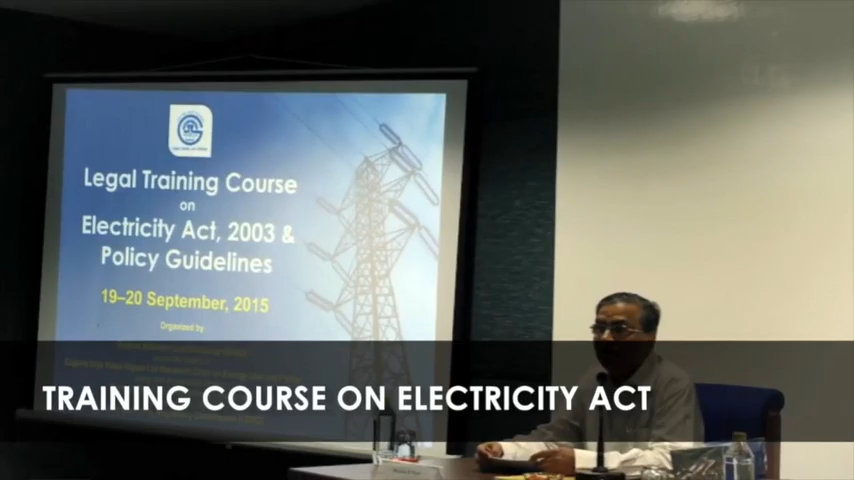 Legal Training Course
on
Electricity Act, 2003 &
Policy Guidelines
19–20 September, 2015
Organized by
TRAINING COURSE ON ELECTRICITY ACT